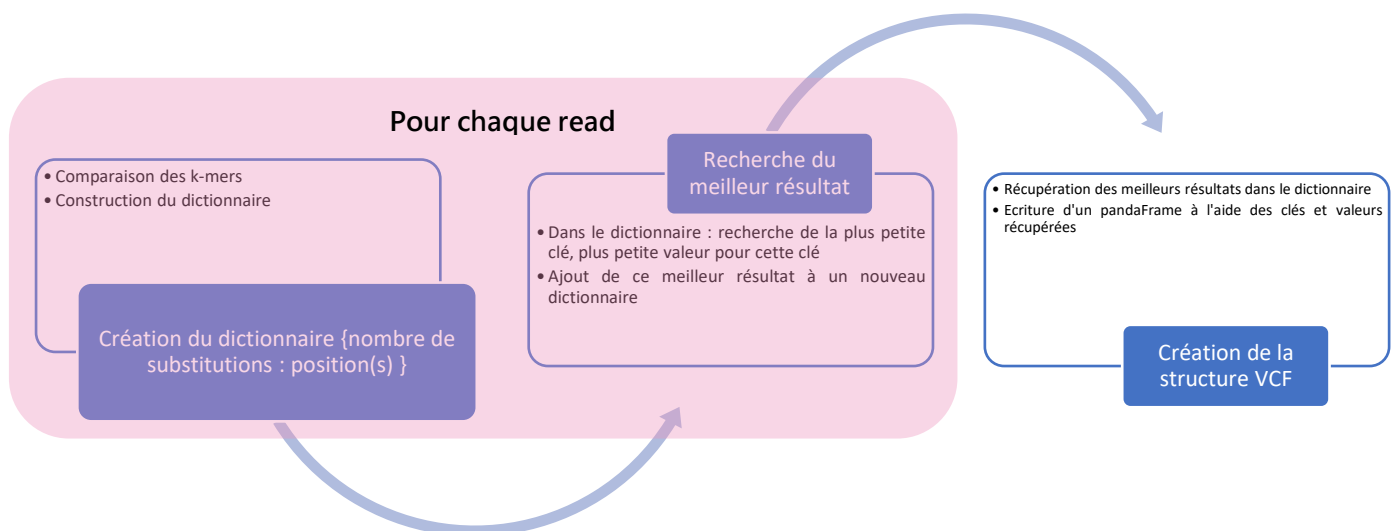 Pour chaque read
• Comparaison des k-mers
• Construction du dictionnaire
Création du dictionnaire {nombre de
substitutions : position(s) }
Recherche du
meilleur résultat
• Dans le dictionnaire : recherche de la plus petite
clé, plus petite valeur pour cette clé
• Ajout de ce meilleur résultat à un nouveau
dictionnaire
• Récupération des meilleurs résultats dans le dictionnaire
• Ecriture d'un pandaFrame à l'aide des clés et valeurs
récupérées
Création de la
structure VCF